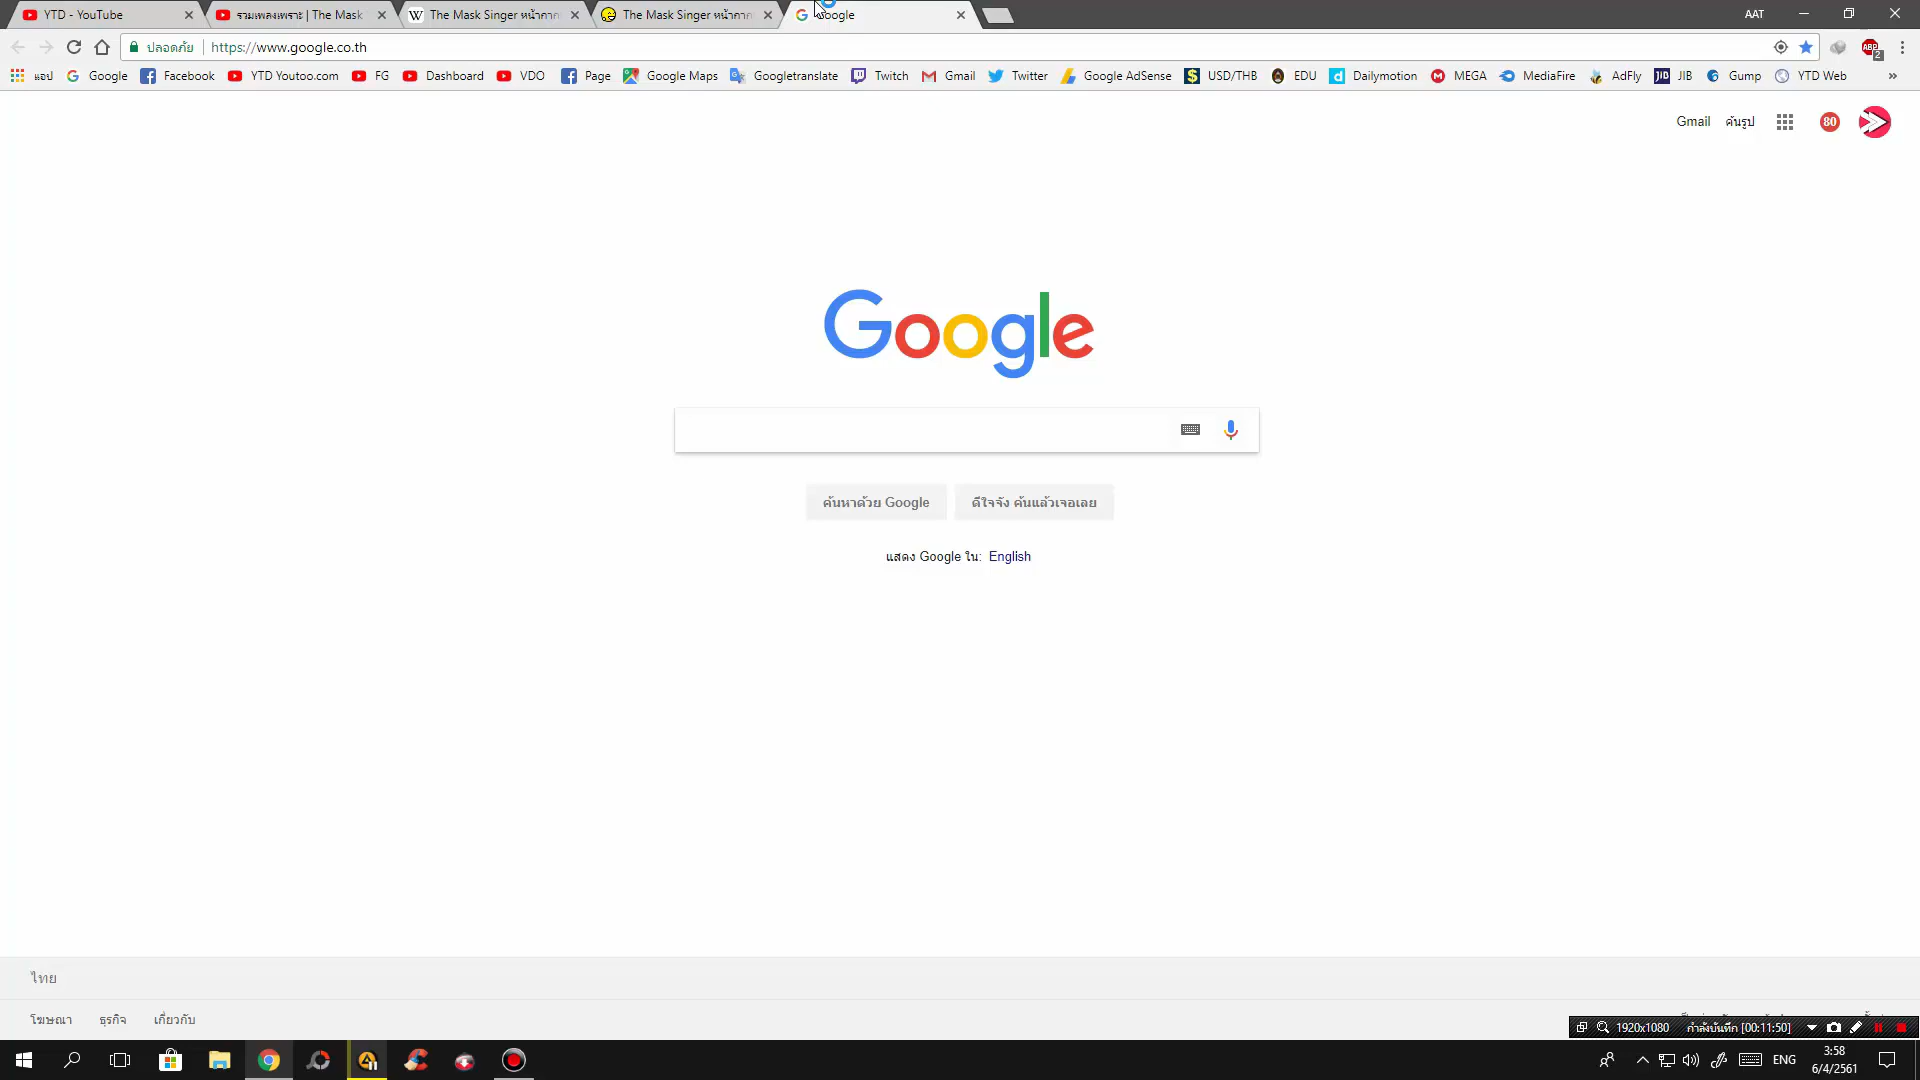 YTD - YouTube
รวมเพลงเพราะ | The Mask
The Mask Singer หน้ากาก
The Mask Singer หน้ากาก
Google
AAT
ปลอดภัย
https://www.google.co.th
แอป
Google
Facebook
YTD Youtoo.com
FG
Dashboard
VDO
Page
Google Maps
Googletranslate
Twitch
Gmail
Twitter
Google AdSense
USD/THB
EDU
Dailymotion
MEGA
MediaFire
AdFly
JIB
Gump
YTD Web
Gmail
ค้นรูป
80
Google
ค้นหาด้วย Google
ดีใจจัง ค้นแล้วเจอเลย
แสดง Google ใน: English
ไทย
โฆษณา
ธุรกิจ
เกี่ยวกับ
1920x1080
กำลังบันทึก [00:11:50]
ENG
3:58
6/4/2561